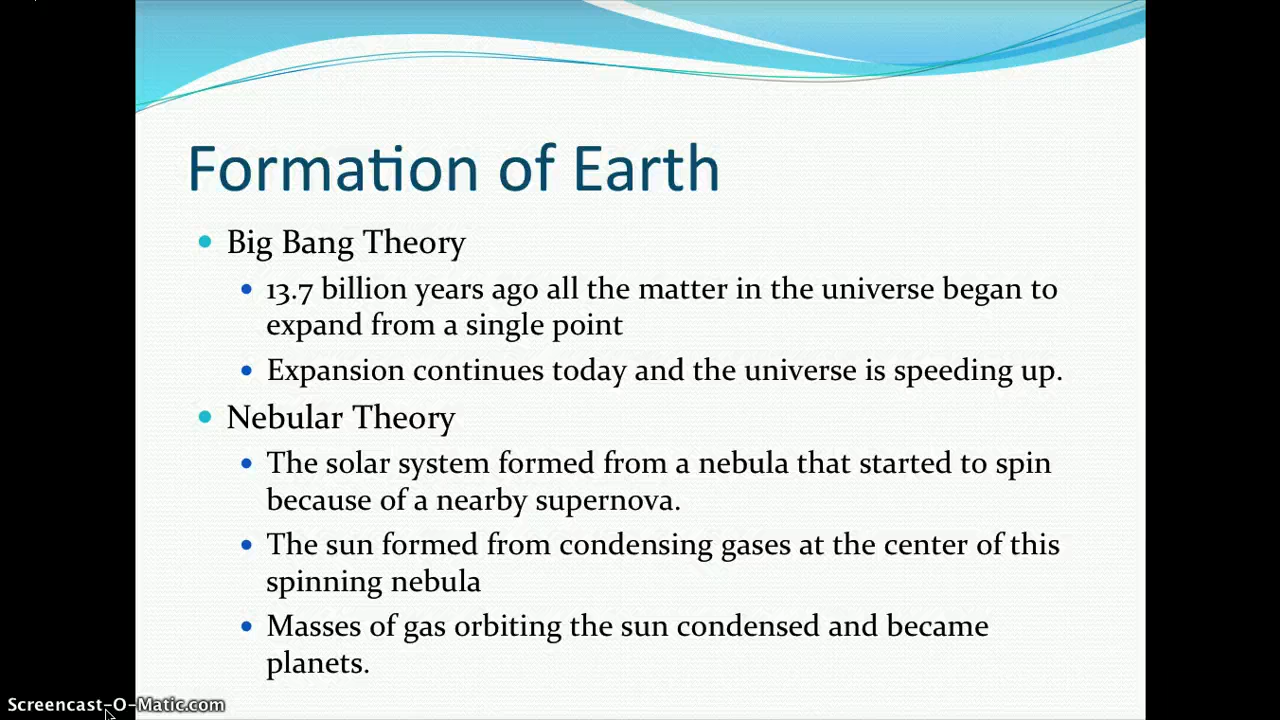 Formation of Earth
Big Bang Theory
13.7 billion years ago all the matter in the universe began to
expand from a single point
Expansion continues today and the universe is speeding up.
Nebular Theory
The solar system formed from a nebula that started to spin
because of a nearby supernova.
The sun formed from condensing gases at the center of this
spinning nebula
Masses of gas orbiting the sun condensed and became
planets.
Screencast-O-Matic.com